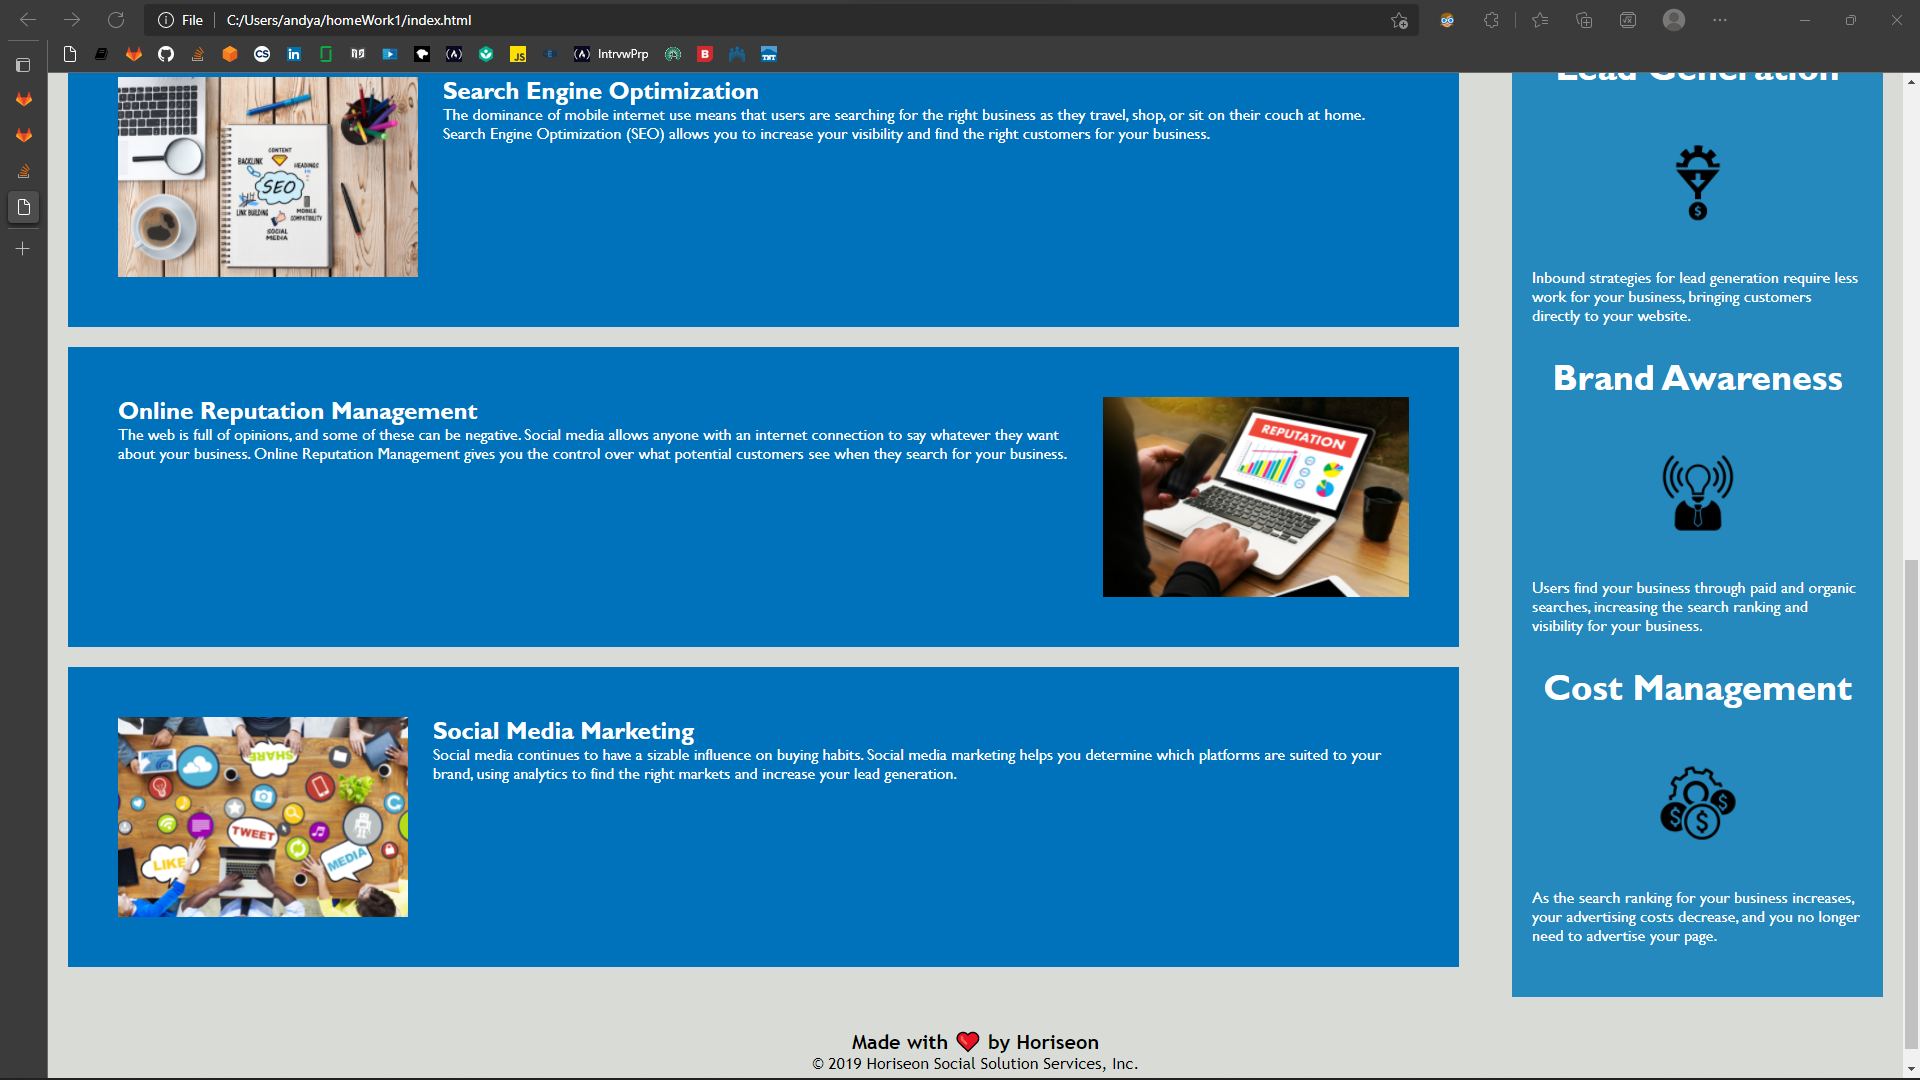 File
C:/Users/andya/homeWork1/index.html
CS
in
JS
IntrvwPrp
B
TNT
Search Engine Optimization
The dominance of mobile internet use means that users are searching for the right business as they travel, shop, or sit on their couch at home.
Search Engine Optimization (SEO) allows you to increase your visibility and find the right customers for your business.
CONTENT
BACKLINK
HEADINGS
SEO
LINK BUILDING
MOBILE
COMPATIBILITY
SOCIAL
MEDIA
Online Reputation Management
The web is full of opinions, and some of these can be negative. Social media allows anyone with an internet connection to say whatever they want
about your business. Online Reputation Management gives you the control over what potential customers see when they search for your business.
REPUTATION
Social Media Marketing
Social media continues to have a sizable influence on buying habits. Social media marketing helps you determine which platforms are suited to your
brand, using analytics to find the right markets and increase your lead generation.
SHARE
TWEET
LIKE
MEDIA
Lead Generation
$
Inbound strategies for lead generation require less
work for your business, bringing customers
directly to your website.
Brand Awareness
Users find your business through paid and organic
searches, increasing the search ranking and
visibility for your business.
Cost Management
$ $ $
As the search ranking for your business increases,
your advertising costs decrease, and you no longer
need to advertise your page.
Made with ❤️ by Horiseon
© 2019 Horiseon Social Solution Services, Inc.